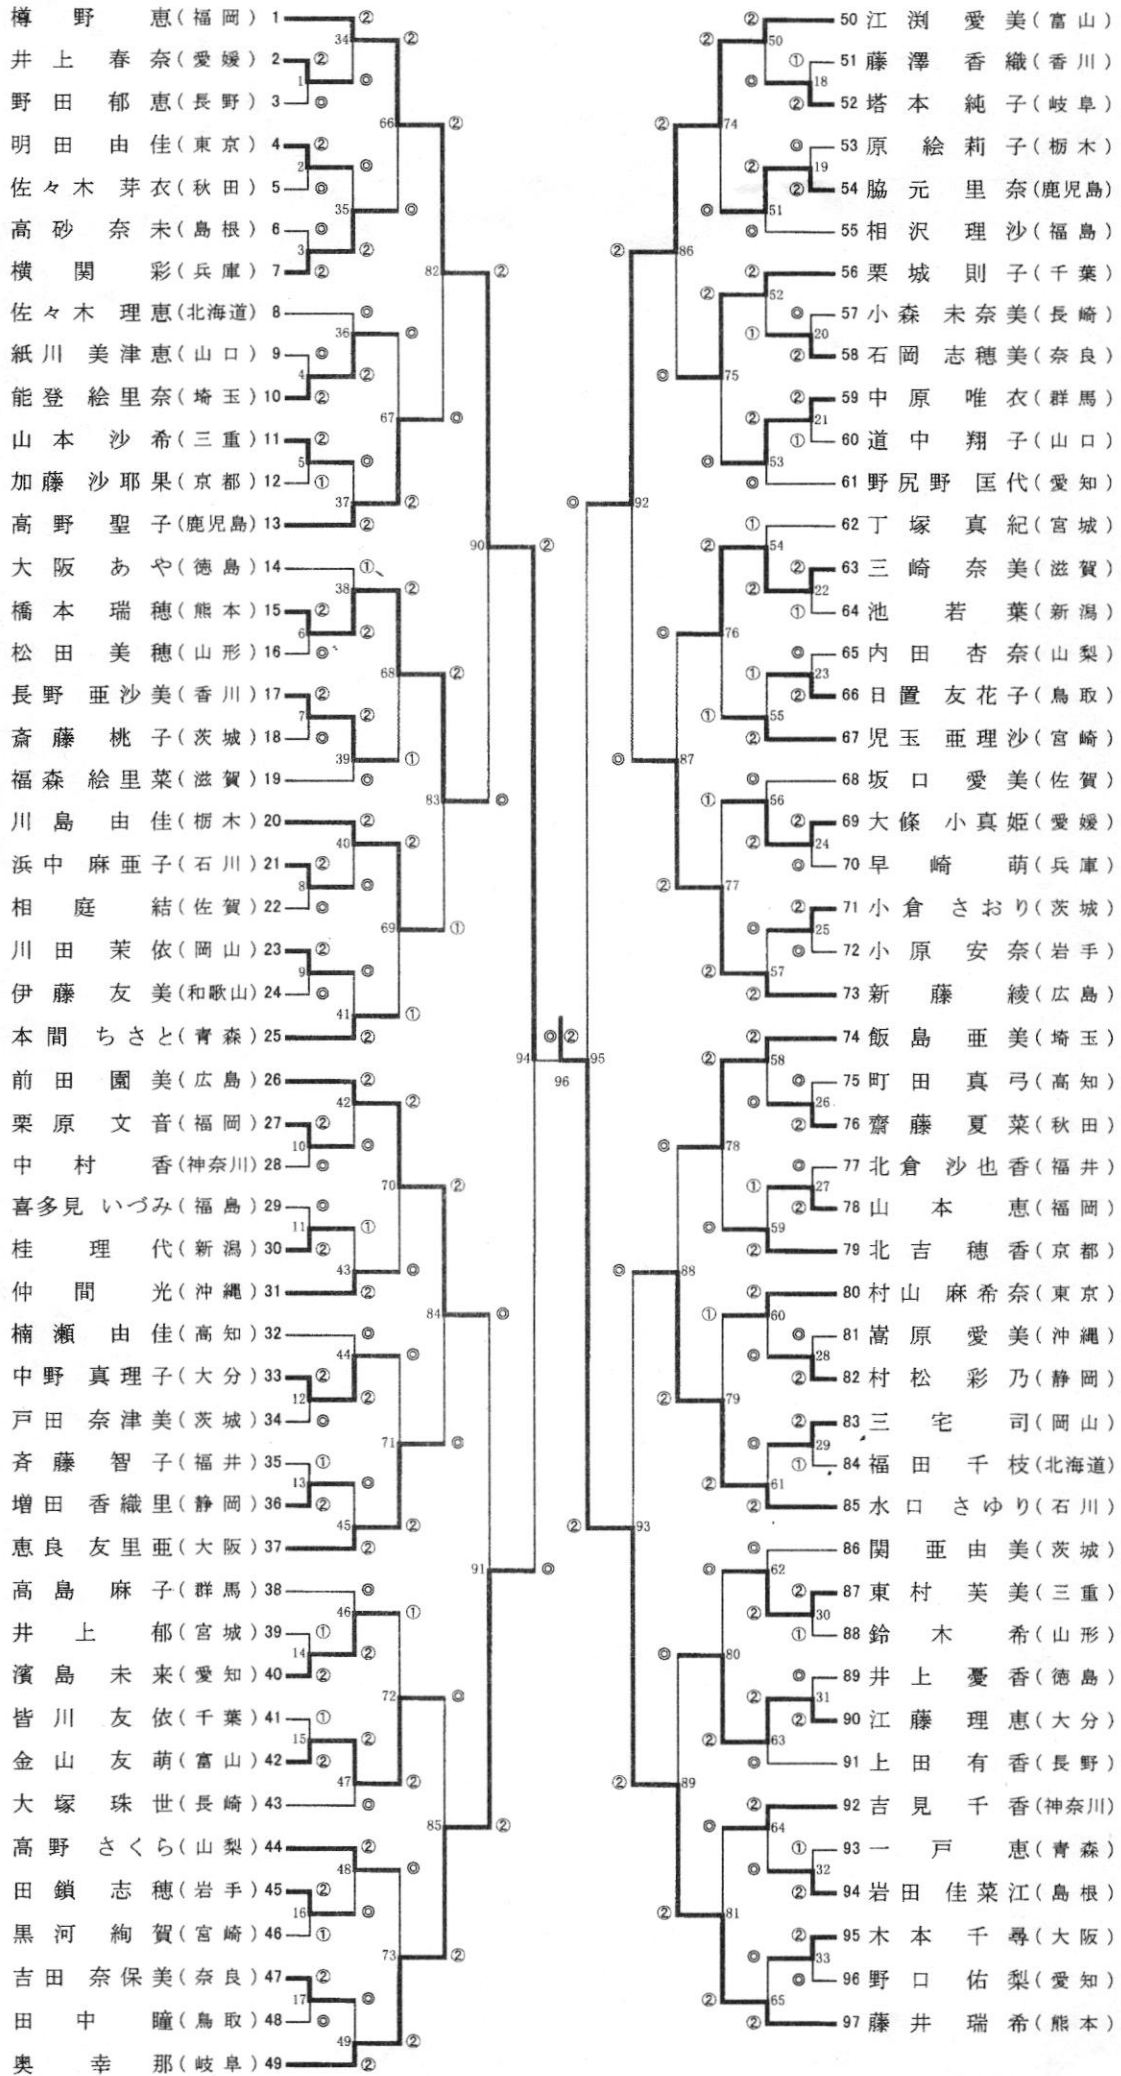 樽野 恵(福岡) 1
井上 春奈(愛媛) 2
野田 郁恵(長野) 3
明田 由佳(東京) 4
佐々木 芽衣(秋田) 5
高砂 奈未(島根) 6
横関 彩(兵庫) 7
佐々木 理恵(北海道) 8
紙川 美津恵(山口) 9
能登 絵里奈(埼玉) 10
山本 沙希(三重) 11
加藤 沙耶果(京都) 12
高野 聖子(鹿児島) 13
大阪 あや(徳島) 14
橋本 瑞穂(熊本) 15
松田 美穂(山形) 16
長野 亜沙美(香川) 17
斎藤 桃子(茨城) 18
福森 絵里菜(滋賀) 19
川島 由佳(栃木) 20
浜中 麻亜子(石川) 21
相庭 結(佐賀) 22
川田 茉依(岡山) 23
伊藤 友美(和歌山) 24
本間 ちさと(青森) 25
前田 園美(広島) 26
栗原 文音(福岡) 27
中村 香(神奈川) 28
喜多見 いづみ(福島) 29
桂 理代(新潟) 30
仲間 光(沖縄) 31
楠瀬 由佳(高知) 32
中野 真理子(大分) 33
戸田 奈津美(茨城) 34
斉藤 智子(福井) 35
増田 香織里(静岡) 36
恵良 友里亜(大阪) 37
高島 麻子(群馬) 38
井上 郁(宮城) 39
濱島 未来(愛知) 40
皆川 友依(千葉) 41
金山 友萌(富山) 42
大塚 珠世(長崎) 43
高野 さくら(山梨) 44
田鎖 志穂(岩手) 45
黒河 絢賀(宮崎) 46
吉田 奈保美(奈良) 47
田中 瞳(鳥取) 48
奥 幸那(岐阜) 49
50 江渕 愛美(富山)
51 藤澤 香織(香川)
52 塔本 純子(岐阜)
53 原 絵莉子(栃木)
54 脇元 里奈(鹿児島)
55 相沢 理沙(福島)
56 栗城 則子(千葉)
57 小森 未奈美(長崎)
58 石岡 志穂美(奈良)
59 中原 唯衣(群馬)
60 道中 翔子(山口)
61 野尻野 匡代(愛知)
62 丁塚 真紀(宮城)
63 三崎 奈美(滋賀)
64 池 若葉(新潟)
65 内田 杏奈(山梨)
66 日置 友花子(鳥取)
67 児玉 亜理沙(宮崎)
68 坂口 愛美(佐賀)
69 大條 小真姫(愛媛)
70 早崎 萌(兵庫)
71 小倉 さおり(茨城)
72 小原 安奈(岩手)
73 新藤 綾(広島)
74 飯島 亜美(埼玉)
75 町田 真弓(高知)
76 齋藤 夏菜(秋田)
77 北倉 沙也香(福井)
78 山本 恵(福岡)
79 北吉 穂香(京都)
80 村山 麻希奈(東京)
81 嵩原 愛美(沖縄)
82 村松 彩乃(静岡)
83 三宅 司(岡山)
84 福田 千枝(北海道)
85 水口 さゆり(石川)
86 関 亜由美(茨城)
87 東村 芙美(三重)
88 鈴木 希(山形)
89 井上 憂香(徳島)
90 江藤 理恵(大分)
91 上田 有香(長野)
92 吉見 千香(神奈川)
93 一戸 恵(青森)
94 岩田 佳菜江(島根)
95 木本 千尋(大阪)
96 野口 佑梨(愛知)
97 藤井 瑞希(熊本)